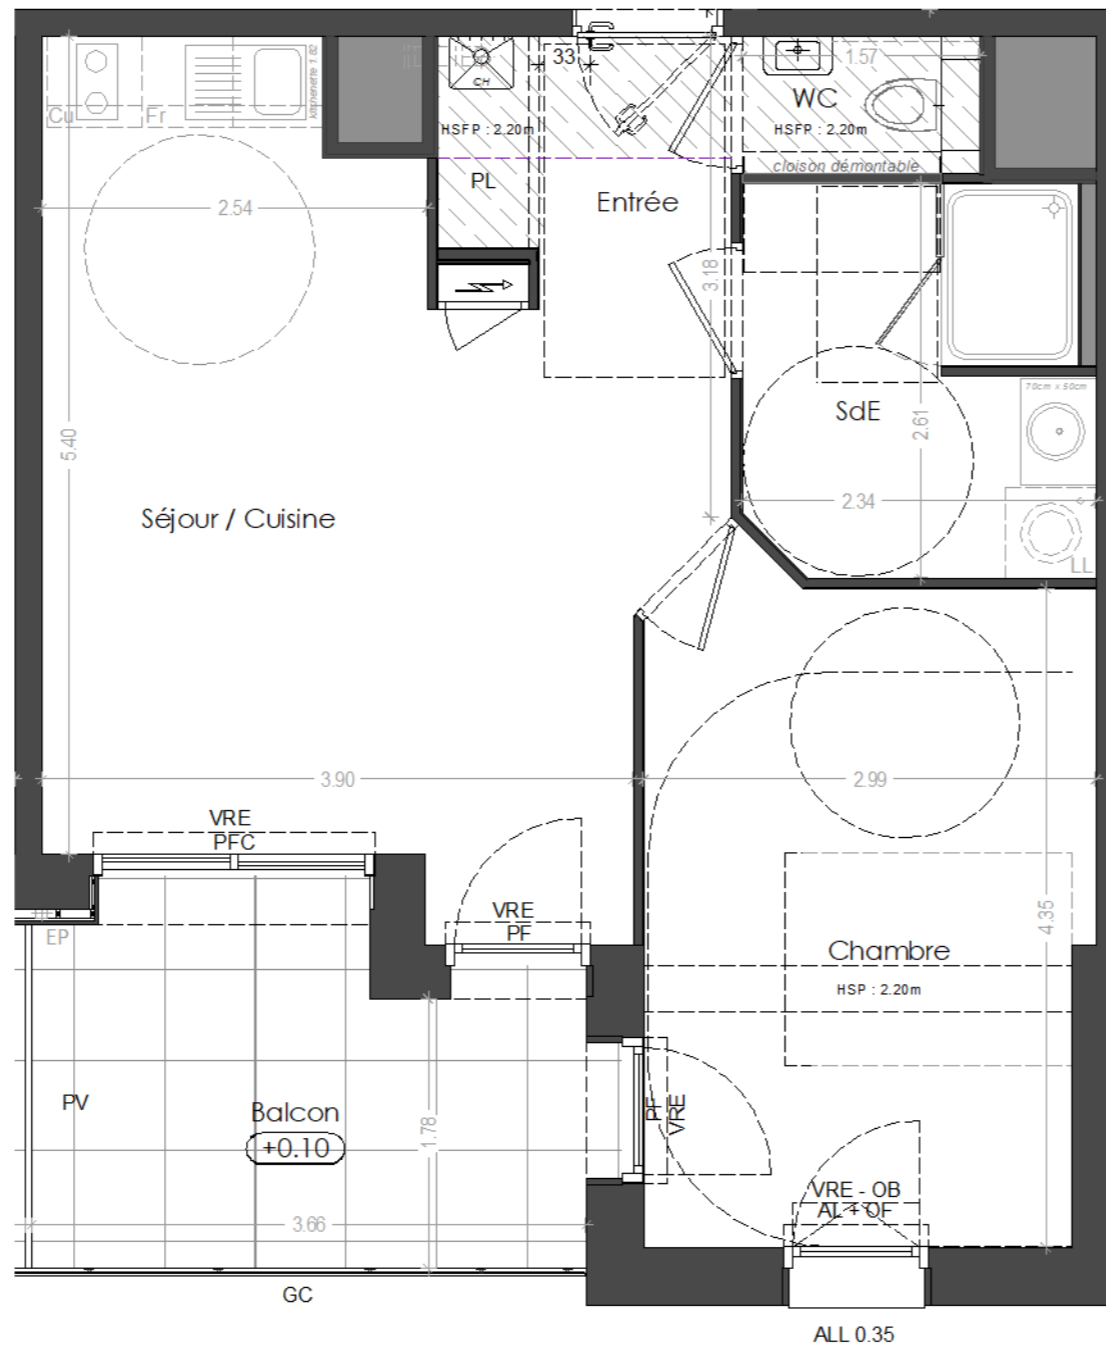 33
1.57
WC
HSFP : 2.20m
cloison démontable
CH
HSFP : 2.20m
PL
Entrée
Cu
Fr
kitchenette 1.82
2.54
3.18
70cm x 50cm
SdE
2.61
2.34
LL
5.40
Séjour / Cuisine
3.90
2.99
VRE
PFC
VRE
PF
EP
4.35
Chambre
HSP : 2.20m
PV
Balcon
+0.10
1.78
PF
VRE
VRE - OB
AL + OF
3.66
GC
ALL 0.35